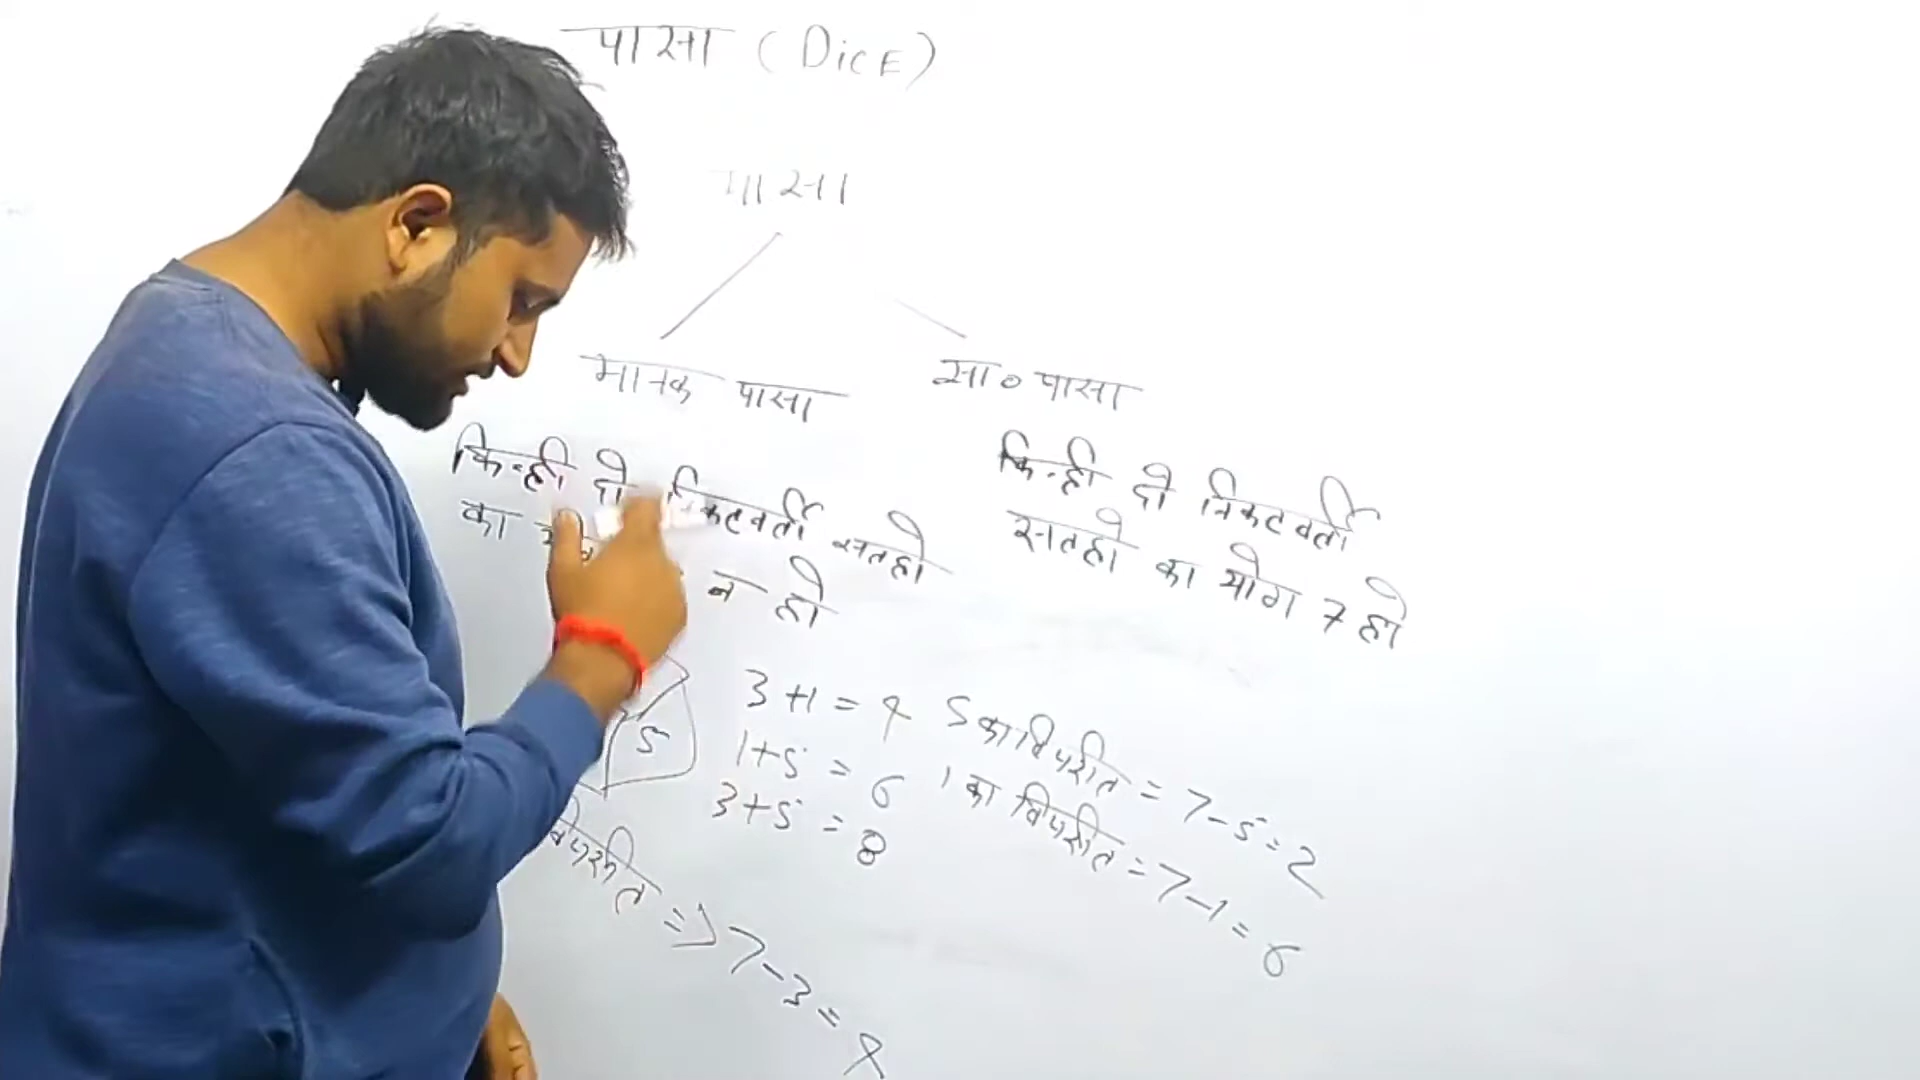 पासा (DicE)
पासा
मानक पासा
सा० पासा
किन्ही दो निकटवर्ती सतहो
का न हो
किन्ही दो निकटवर्ती
सतहो का योग 7 हो
5
3+1 = 4
1+5 = 6
3+5 = 8
5 का विपरीत = 7-5=2
1 का विपरीत = 7-1= 6
विपरीत => 7-3= 4